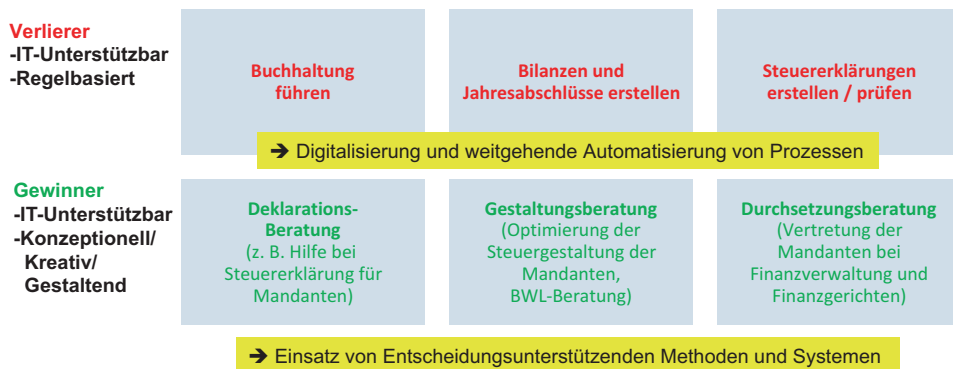 Verlierer
-IT-Unterstützbar
-Regelbasiert
Buchhaltung
führen
Bilanzen und
Jahresabschlüsse erstellen
Steuererklärungen
erstellen / prüfen
➔ Digitalisierung und weitgehende Automatisierung von Prozessen
Gewinner
-IT-Unterstützbar
-Konzeptionell/
Kreativ/
Gestaltend
Deklarations-
Beratung
(z. B. Hilfe bei
Steuererklärung für
Mandanten)
Gestaltungsberatung
(Optimierung der
Steuergestaltung der
Mandanten,
BWL-Beratung)
Durchsetzungsberatung
(Vertretung der
Mandanten bei
Finanzverwaltung und
Finanzgerichten)
➔ Einsatz von Entscheidungsunterstützenden Methoden und Systemen